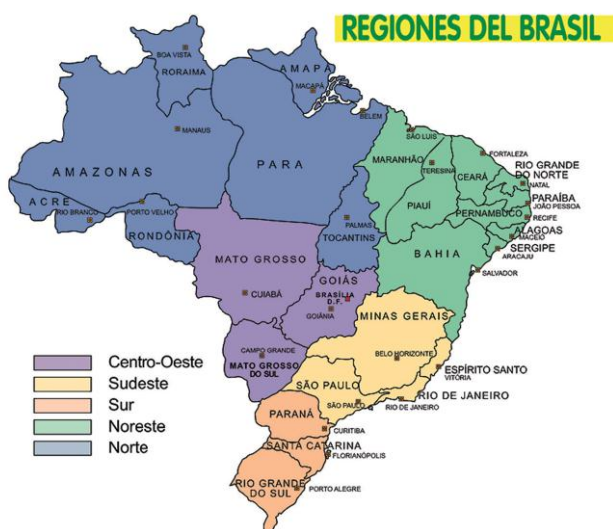 REGIONES DEL BRASIL
BOA VISTA
RORAIMA
AMAPÁ
MACAPÁ
BELEM
MANAUS
AMAZONAS
PARA
SÃO LUIS
MARANHÃO
TERESINA
FORTALEZA
CEARÁ
RIO GRANDE
DO NORTE
NATAL
PARAÍBA
JOÃO PESSOA
PIAUÍ
PERNAMBUCO
RECIFE
ALAGOAS
MACEIO
SERGIPE
ARACAJU
ACRE
RIO BRANCO
PORTO VELHO
RONDÔNIA
PALMAS
TOCANTINS
BAHIA
SALVADOR
MATO GROSSO
CUIABÁ
GOIÁS
BRASÍLIA
D.F.
GOIÂNIA
MINAS GERAIS
BELO HORIZONTE
ESPÍRITO SANTO
VITÓRIA
CAMPO GRANDE
MATO GROSSO
DO SUL
SÃO PAULO
SÃO PAULO
RIO DE JANEIRO
RIO DE JANEIRO
PARANÁ
CURITIBA
SANTA CATARINA
FLORIANÓPOLIS
RIO GRANDE
DO SUL
PORTO ALEGRE
Centro-Oeste
Sudeste
Sur
Noreste
Norte